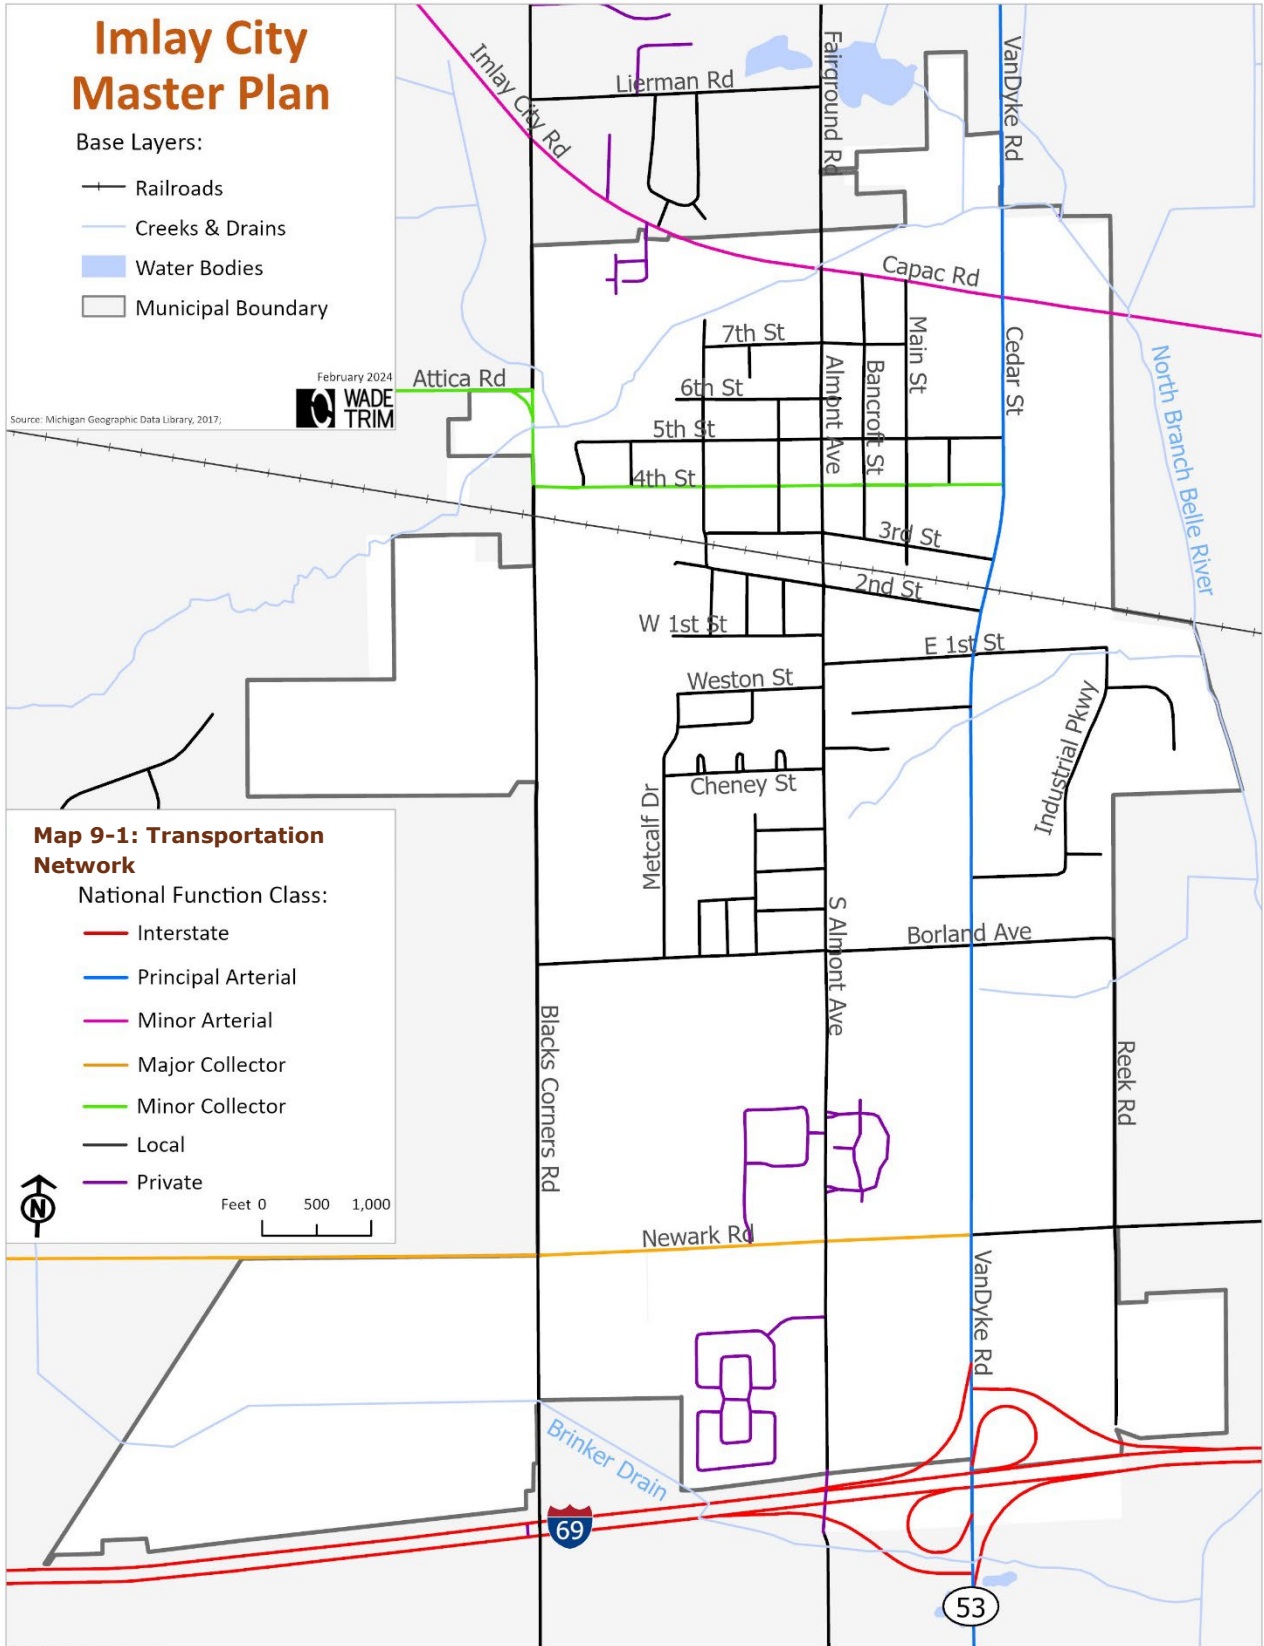 Imlay City
Master Plan
Base Layers:
Railroads
Creeks & Drains
Water Bodies
Municipal Boundary
February 2024
WADE
TRIM
Source: Michigan Geographic Data Library, 2017;
Imlay City Rd
Lierman Rd
Fairground Rd
VanDyke Rd
Capac Rd
7th St
Main St
Cedar St
Attica Rd
6th St
Almont Ave
Bancroft St
5th St
4th St
North Branch Belle River
3rd St
2nd St
W 1st St
E 1st St
Weston St
Industrial Pkwy
Cheney St
Metcalf Dr
S Almont Ave
Borland Ave
Blacks Corners Rd
Reek Rd
Newark Rd
VanDyke Rd
Brinker Drain
69
53
Map 9-1: Transportation
Network
National Function Class:
Interstate
Principal Arterial
Minor Arterial
Major Collector
Minor Collector
Local
Private
N
Feet 0 500 1,000